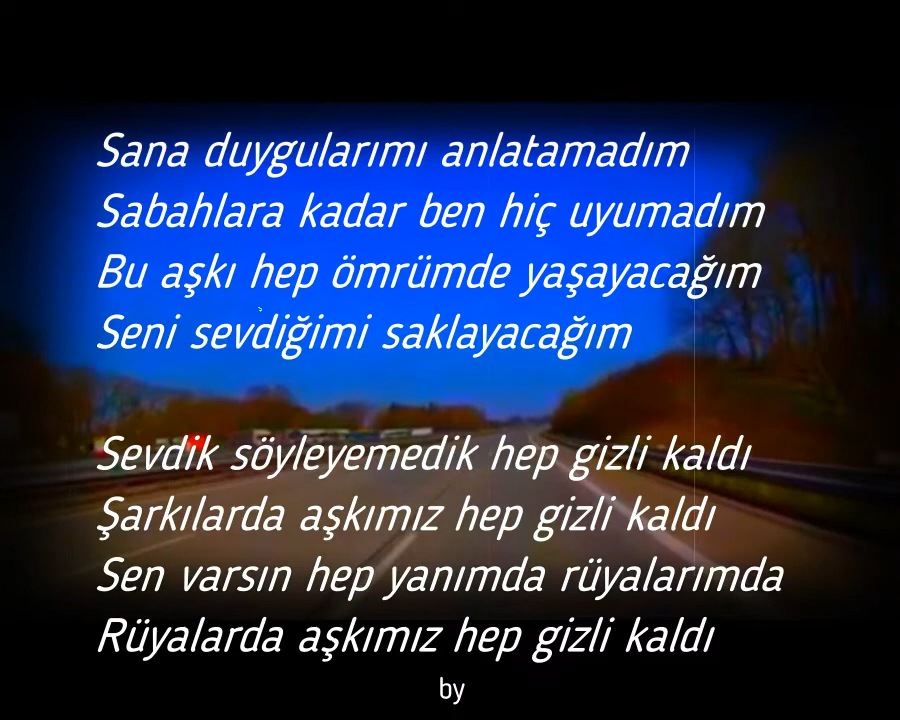 Sana duygularımı anlatamadım
Sabahlara kadar ben hiç uyumadım
Bu aşkı hep ömrümde yaşayacağım
Seni sevdiğimi saklayacağım
Sevdik söyleyemedik hep gizli kaldı
Şarkılarda aşkımız hep gizli kaldı
Sen varsın hep yanımda rüyalarımda
Rüyalarda aşkımız hep gizli kaldı
by